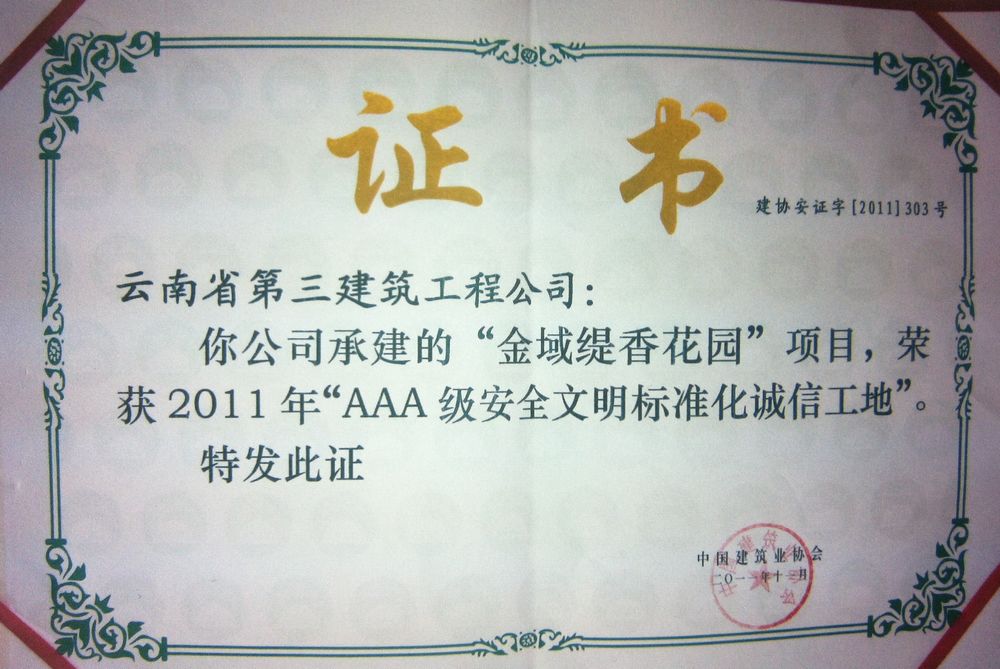 证书
建协安证字[2011]303号
云南省第三建筑工程公司：
你公司承建的“金域缇香花园”项目，荣
获2011年“AAA级安全文明标准化诚信工地”。
特发此证
中国建筑业协会
二〇一一年十一月